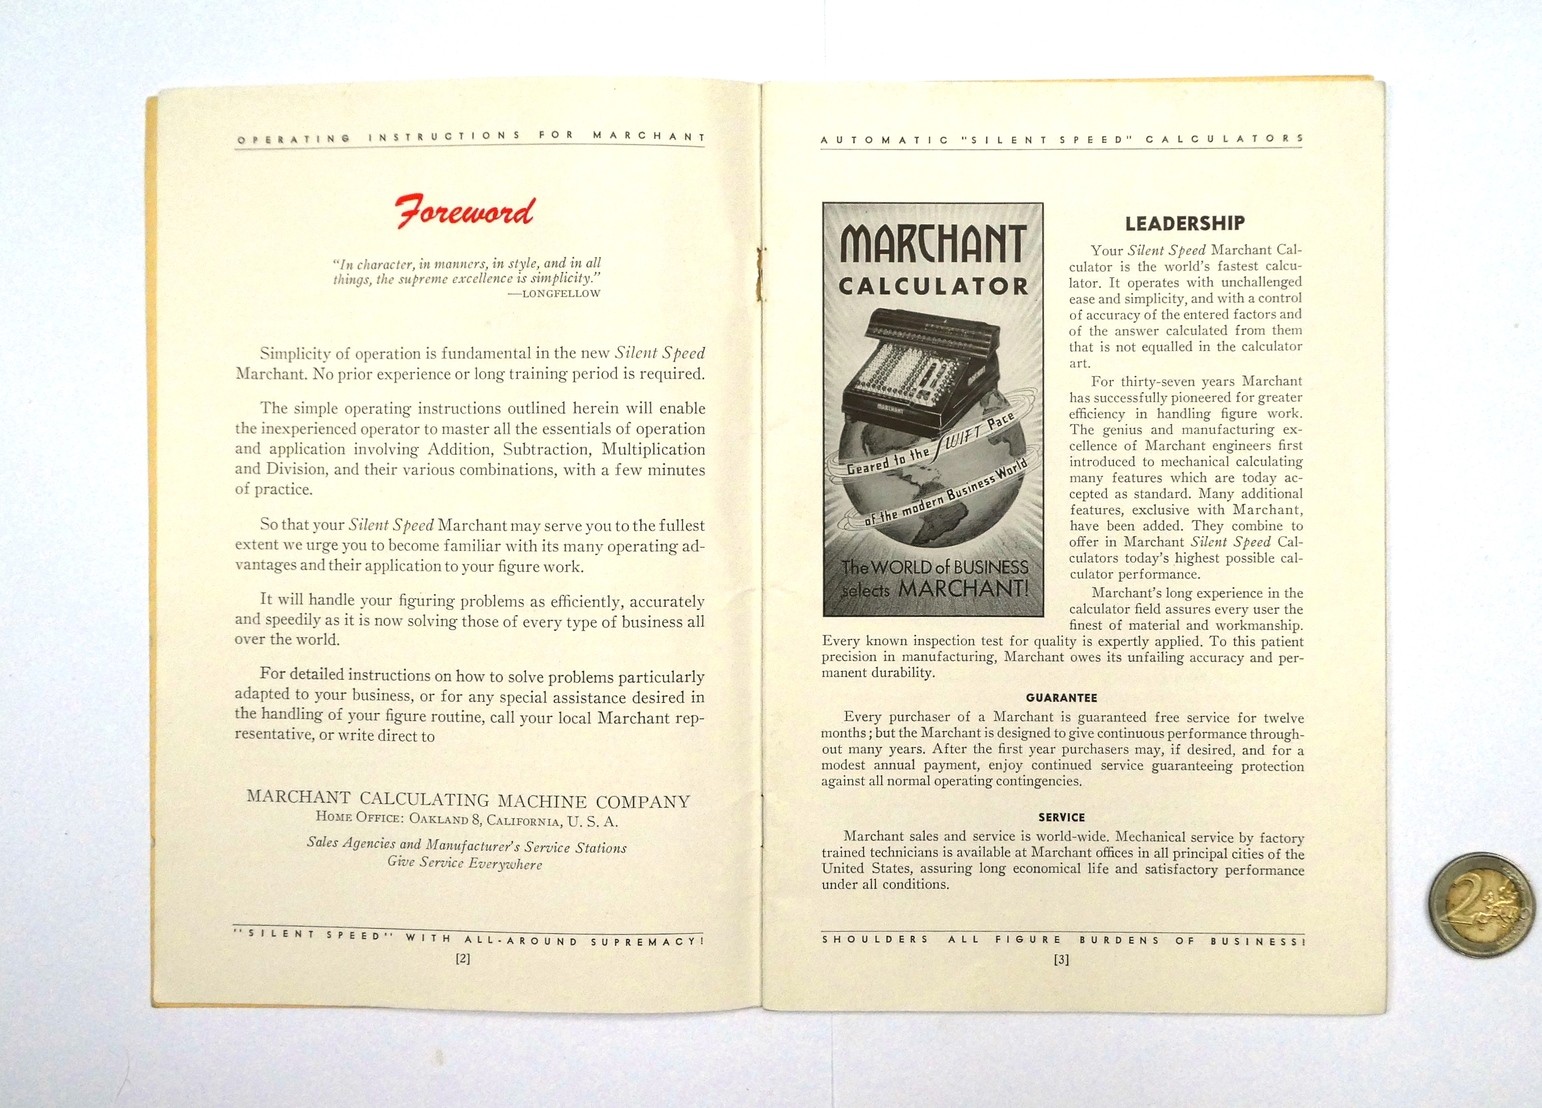 OPERATING INSTRUCTIONS FOR MARCHANT
Foreword
“In character, in manners, in style, and in all
things, the supreme excellence is simplicity.”
—LONGFELLOW
Simplicity of operation is fundamental in the new Silent Speed
Marchant. No prior experience or long training period is required.
The simple operating instructions outlined herein will enable
the inexperienced operator to master all the essentials of operation
and application involving Addition, Subtraction, Multiplication
and Division, and their various combinations, with a few minutes
of practice.
So that your Silent Speed Marchant may serve you to the fullest
extent we urge you to become familiar with its many operating ad-
vantages and their application to your figure work.
It will handle your figuring problems as efficiently, accurately
and speedily as it is now solving those of every type of business all
over the world.
For detailed instructions on how to solve problems particularly
adapted to your business, or for any special assistance desired in
the handling of your figure routine, call your local Marchant rep-
resentative, or write direct to
MARCHANT CALCULATING MACHINE COMPANY
HOME OFFICE: OAKLAND 8, CALIFORNIA, U. S. A.
Sales Agencies and Manufacturer's Service Stations
Give Service Everywhere
"SILENT SPEED" WITH ALL-AROUND SUPREMACY!
[2]
AUTOMATIC "SILENT SPEED" CALCULATORS
MARCHANT
CALCULATOR
MARCHANT
Geared to the SWIFT Pace
of the modern Business World
The WORLD of BUSINESS
selects MARCHANT!
LEADERSHIP
Your Silent Speed Marchant Cal-
culator is the world's fastest calcu-
lator. It operates with unchallenged
ease and simplicity, and with a control
of accuracy of the entered factors and
of the answer calculated from them
that is not equalled in the calculator
art.
For thirty-seven years Marchant
has successfully pioneered for greater
efficiency in handling figure work.
The genius and manufacturing ex-
cellence of Marchant engineers first
introduced to mechanical calculating
many features which are today ac-
cepted as standard. Many additional
features, exclusive with Marchant,
have been added. They combine to
offer in Marchant Silent Speed Cal-
culators today's highest possible cal-
culator performance.
Marchant's long experience in the
calculator field assures every user the
finest of material and workmanship.
Every known inspection test for quality is expertly applied. To this patient
precision in manufacturing, Marchant owes its unfailing accuracy and per-
manent durability.
GUARANTEE
Every purchaser of a Marchant is guaranteed free service for twelve
months; but the Marchant is designed to give continuous performance through-
out many years. After the first year purchasers may, if desired, and for a
modest annual payment, enjoy continued service guaranteeing protection
against all normal operating contingencies.
SERVICE
Marchant sales and service is world-wide. Mechanical service by factory
trained technicians is available at Marchant offices in all principal cities of the
United States, assuring long economical life and satisfactory performance
under all conditions.
SHOULDERS ALL FIGURE BURDENS OF BUSINESS!
[3]
2 EURO